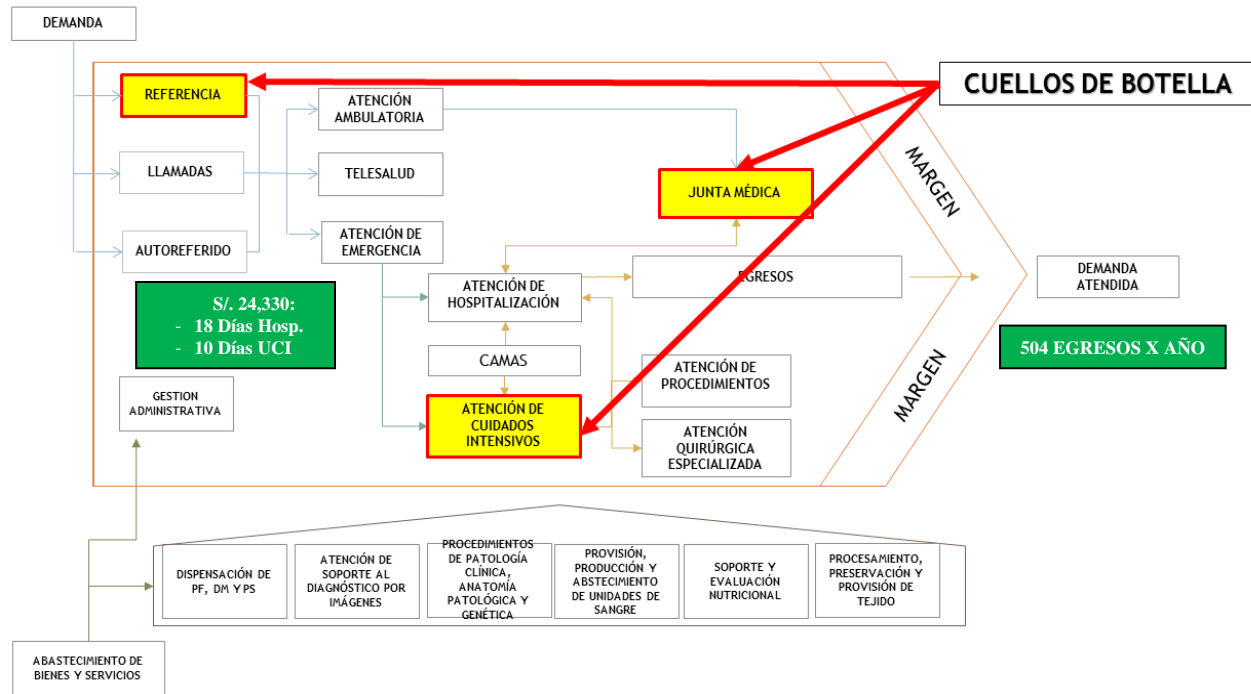 DEMANDA
CUELLOS DE BOTELLA
REFERENCIA
ATENCIÓN
AMBULATORIA
LLAMADAS
TELESALUD
JUNTA MÉDICA
MARGEN
AUTOREFERIDO
ATENCIÓN DE
EMERGENCIA
ATENCIÓN DE
HOSPITALIZACIÓN
EGRESOS
DEMANDA
ATENDIDA
S/. 24,330:
- 18 Días Hosp.
- 10 Días UCI
504 EGRESOS X AÑO
CAMAS
ATENCIÓN DE
PROCEDIMIENTOS
MARGEN
GESTION
ADMINISTRATIVA
ATENCIÓN DE
CUIDADOS
INTENSIVOS
ATENCIÓN
QUIRÚRGICA
ESPECIALIZADA
DISPENSACIÓN DE
PF, DM Y PS
ATENCIÓN DE
SOPORTE AL
DIAGNÓSTICO POR
IMÁGENES
PROCEDIMIENTOS
DE PATOLOGÍA
CLÍNICA,
ANATOMÍA
PATOLÓGICA Y
GENÉTICA
PROVISIÓN,
PRODUCCIÓN Y
ABSTECIMIENTO
DE UNIDADES DE
SANGRE
SOPORTE Y
EVALUACIÓN
NUTRICIONAL
PROCESAMIENTO,
PRESERVACIÓN Y
PROVISIÓN DE
TEJIDO
ABASTECIMIENTO DE
BIENES Y SERVICIOS